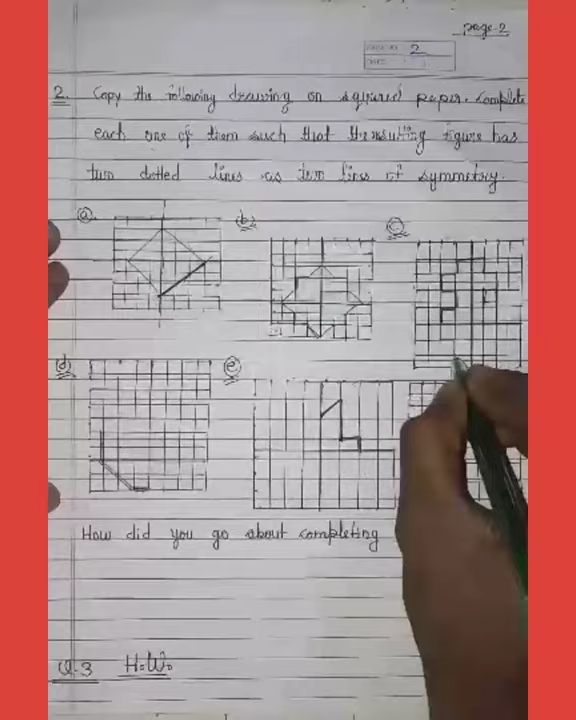 page-2
2
2. Copy the following drawing on squared paper. Complete
each one of them such that the resulting figure has
two dotted lines as two lines of symmetry.
a.
(b)
c
(d)
e
How did you go about completing
Q.3 H.W.